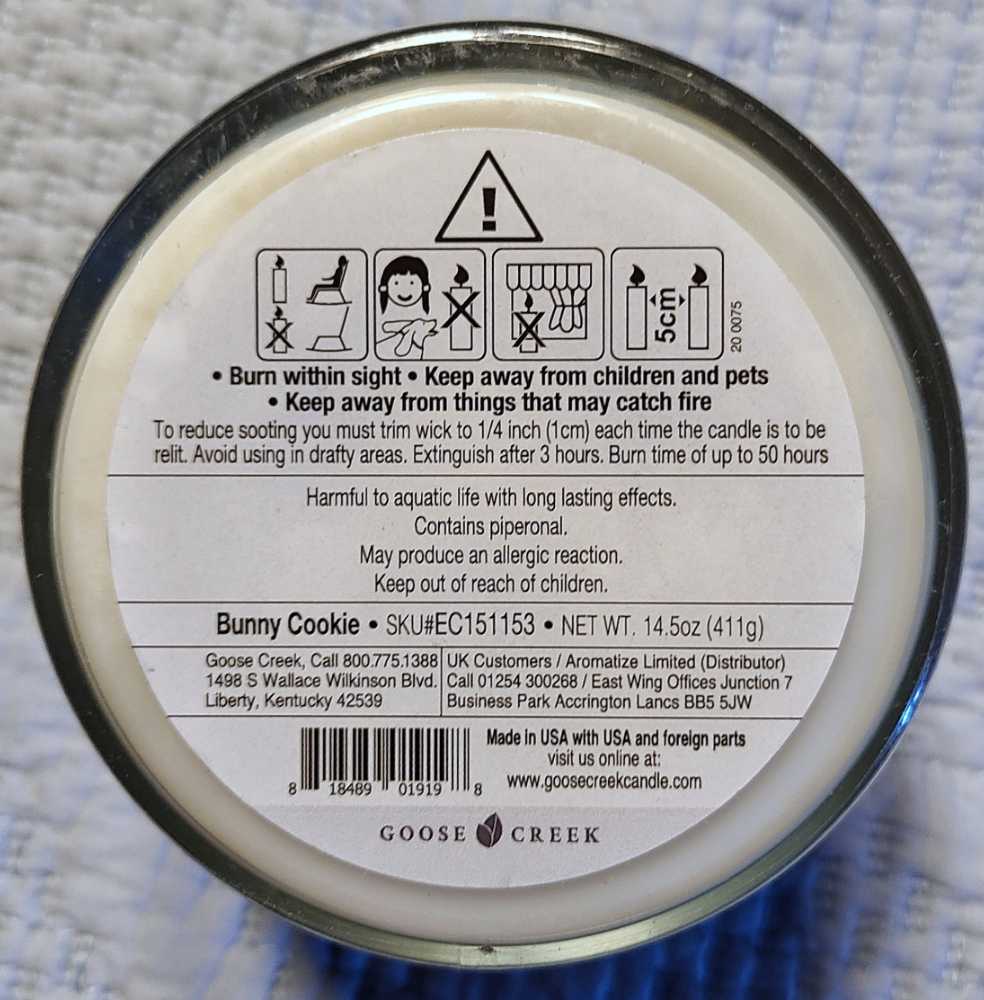 !
5cm
20 0075
• Burn within sight • Keep away from children and pets
• Keep away from things that may catch fire
To reduce sooting you must trim wick to 1/4 inch (1cm) each time the candle is to be
relit. Avoid using in drafty areas. Extinguish after 3 hours. Burn time of up to 50 hours
Harmful to aquatic life with long lasting effects.
Contains piperonal.
May produce an allergic reaction.
Keep out of reach of children.
Bunny Cookie • SKU#EC151153 • NET WT. 14.5oz (411g)
Goose Creek, Call 800.775.1388
1498 S Wallace Wilkinson Blvd.
Liberty, Kentucky 42539
UK Customers / Aromatize Limited (Distributor)
Call 01254 300268 / East Wing Offices Junction 7
Business Park Accrington Lancs BB5 5JW
8 18489 01919 8
Made in USA with USA and foreign parts
visit us online at:
www.goosecreekcandle.com
GOOSE CREEK